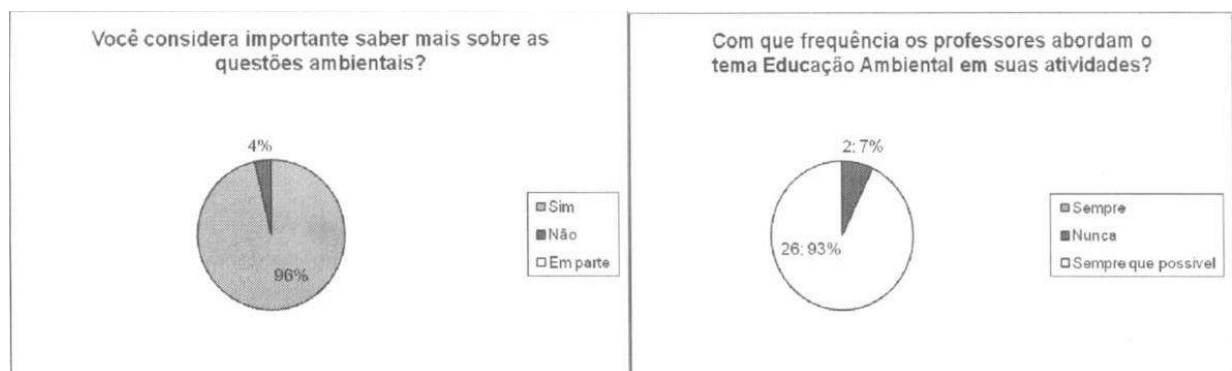 Você considera importante saber mais sobre as
questões ambientais?
4%
96%
Sim
Não
Em parte
Com que frequência os professores abordam o
tema Educação Ambiental em suas atividades?
2; 7%
26; 93%
Sempre
Nunca
Sempre que possível